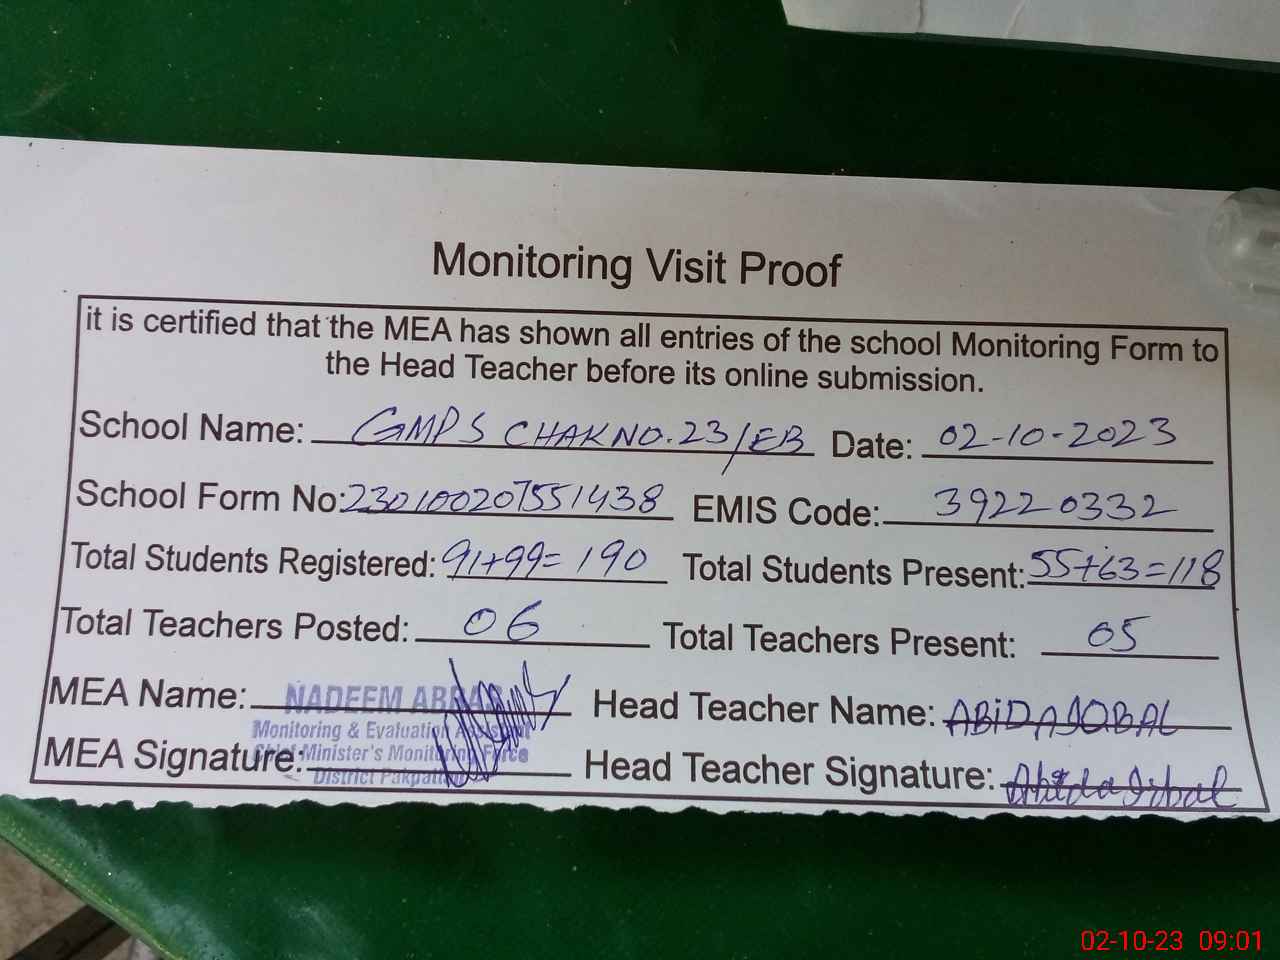 Monitoring Visit Proof
it is certified that the MEA has shown all entries of the school Monitoring Form to
the Head Teacher before its online submission.
School Name: GMPS CHAK NO. 23/EB Date: 02-10-2023
School Form No: 230100207551438 EMIS Code: 39220332
Total Students Registered: 91+99= 190 Total Students Present: 55+63=118
Total Teachers Posted: 06 Total Teachers Present: 05
MEA Name: NADEEM ABBAS Head Teacher Name: ABIDA IQBAL
Monitoring & Evaluation Assistant
MEA Signature: Chief Minister's Monitoring Force Head Teacher Signature: Abida Iqbal
District Pakpattan
02-10-23 09:01